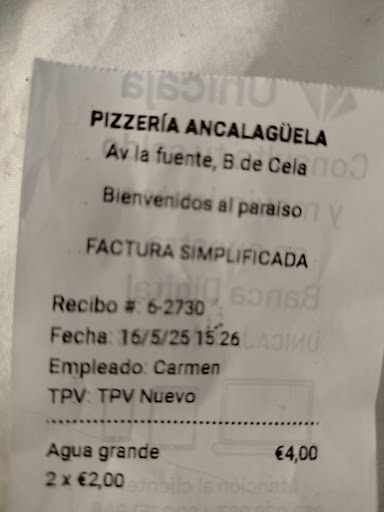 PIZZERÍA ANCALAGÜELA
Av la fuente, B.de Cela
Bienvenidos al paraiso
FACTURA SIMPLIFICADA
Recibo #: 6-2730
Fecha: 16/5/25 15:26
Empleado: Carmen
TPV: TPV Nuevo
Agua grande €4,00
2 x €2,00